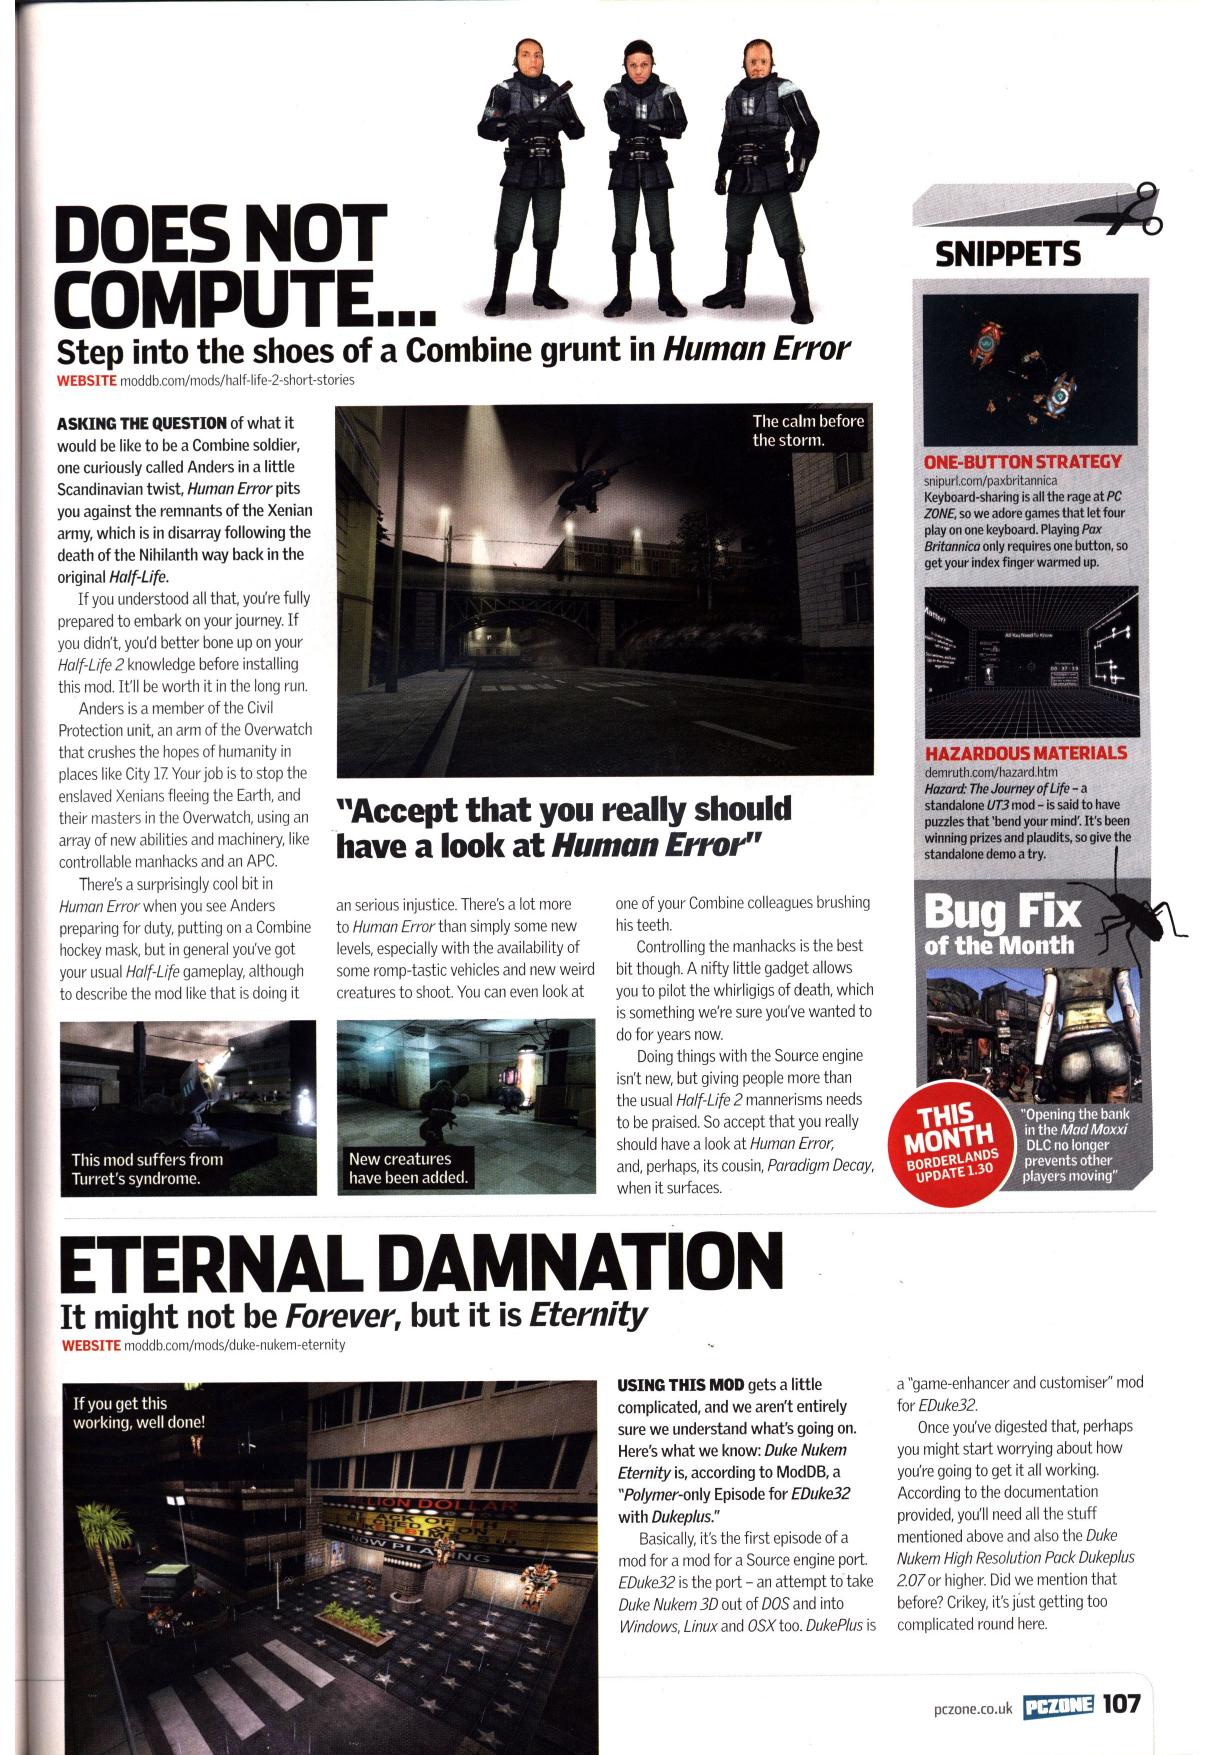 DOES NOT
COMPUTE...
Step into the shoes of a Combine grunt in Human Error
WEBSITE moddb.com/mods/half-life-2-short-stories
ASKING THE QUESTION of what it
would be like to be a Combine soldier,
one curiously called Anders in a little
Scandinavian twist, Human Error pits
you against the remnants of the Xenian
army, which is in disarray following the
death of the Nihilanth way back in the
original Half-Life.
If you understood all that, you're fully
prepared to embark on your journey. If
you didn't, you'd better bone up on your
Half-Life 2 knowledge before installing
this mod. It'll be worth it in the long run.
Anders is a member of the Civil
Protection unit, an arm of the Overwatch
that crushes the hopes of humanity in
places like City 17. Your job is to stop the
enslaved Xenians fleeing the Earth, and
their masters in the Overwatch, using an
array of new abilities and machinery, like
controllable manhacks and an APC.
There's a surprisingly cool bit in
Human Error when you see Anders
preparing for duty, putting on a Combine
hockey mask, but in general you've got
your usual Half-Life gameplay, although
to describe the mod like that is doing it
The calm before
the storm.
"Accept that you really should
have a look at Human Error"
an serious injustice. There's a lot more
to Human Error than simply some new
levels, especially with the availability of
some romp-tastic vehicles and new weird
creatures to shoot. You can even look at
one of your Combine colleagues brushing
his teeth.
Controlling the manhacks is the best
bit though. A nifty little gadget allows
you to pilot the whirligigs of death, which
is something we're sure you've wanted to
do for years now.
Doing things with the Source engine
isn't new, but giving people more than
the usual Half-Life 2 mannerisms needs
to be praised. So accept that you really
should have a look at Human Error,
and, perhaps, its cousin, Paradigm Decay,
when it surfaces.
This mod suffers from
Turret's syndrome.
New creatures
have been added.
SNIPPETS
ONE-BUTTON STRATEGY
snipurl.com/paxbritannica
Keyboard-sharing is all the rage at PC
ZONE, so we adore games that let four
play on one keyboard. Playing Pax
Britannica only requires one button, so
get your index finger warmed up.
All You Need To Know
HAZARDOUS MATERIALS
demruth.com/hazard.htm
Hazard: The Journey of Life – a
standalone UT3 mod – is said to have
puzzles that 'bend your mind'. It's been
winning prizes and plaudits, so give the
standalone demo a try.
Bug Fix
of the Month
THIS
MONTH
BORDERLANDS
UPDATE 1.30
"Opening the bank
in the Mad Moxxi
DLC no longer
prevents other
players moving"
ETERNAL DAMNATION
It might not be Forever, but it is Eternity
WEBSITE moddb.com/mods/duke-nukem-eternity
If you get this
working, well done!
NOW PLAYING
USING THIS MOD gets a little
complicated, and we aren't entirely
sure we understand what's going on.
Here's what we know: Duke Nukem
Eternity is, according to ModDB, a
"Polymer-only Episode for EDuke32
with Dukeplus."
Basically, it's the first episode of a
mod for a mod for a Source engine port.
EDuke32 is the port – an attempt to take
Duke Nukem 3D out of DOS and into
Windows, Linux and OSX too. DukePlus is
a "game-enhancer and customiser" mod
for EDuke32.
Once you've digested that, perhaps
you might start worrying about how
you're going to get it all working.
According to the documentation
provided, you'll need all the stuff
mentioned above and also the Duke
Nukem High Resolution Pack Dukeplus
2.07 or higher. Did we mention that
before? Crikey, it's just getting too
complicated round here.
pczone.co.uk PCZONE 107